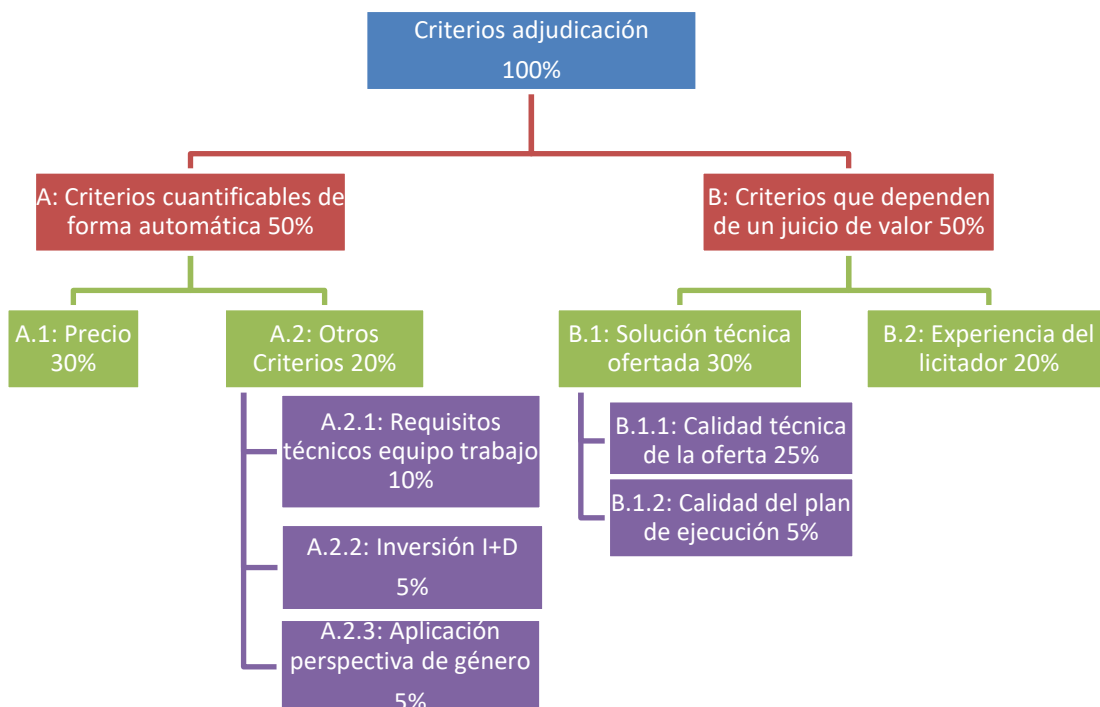 Criterios adjudicación
100%
A: Criterios cuantificables de
forma automática 50%
B: Criterios que dependen
de un juicio de valor 50%
A.1: Precio
30%
A.2: Otros
Criterios 20%
B.1: Solución técnica
ofertada 30%
B.2: Experiencia del
licitador 20%
A.2.1: Requisitos
técnicos equipo trabajo
10%
A.2.2: Inversión I+D
5%
A.2.3: Aplicación
perspectiva de género
5%
B.1.1: Calidad técnica
de la oferta 25%
B.1.2: Calidad del plan
de ejecución 5%